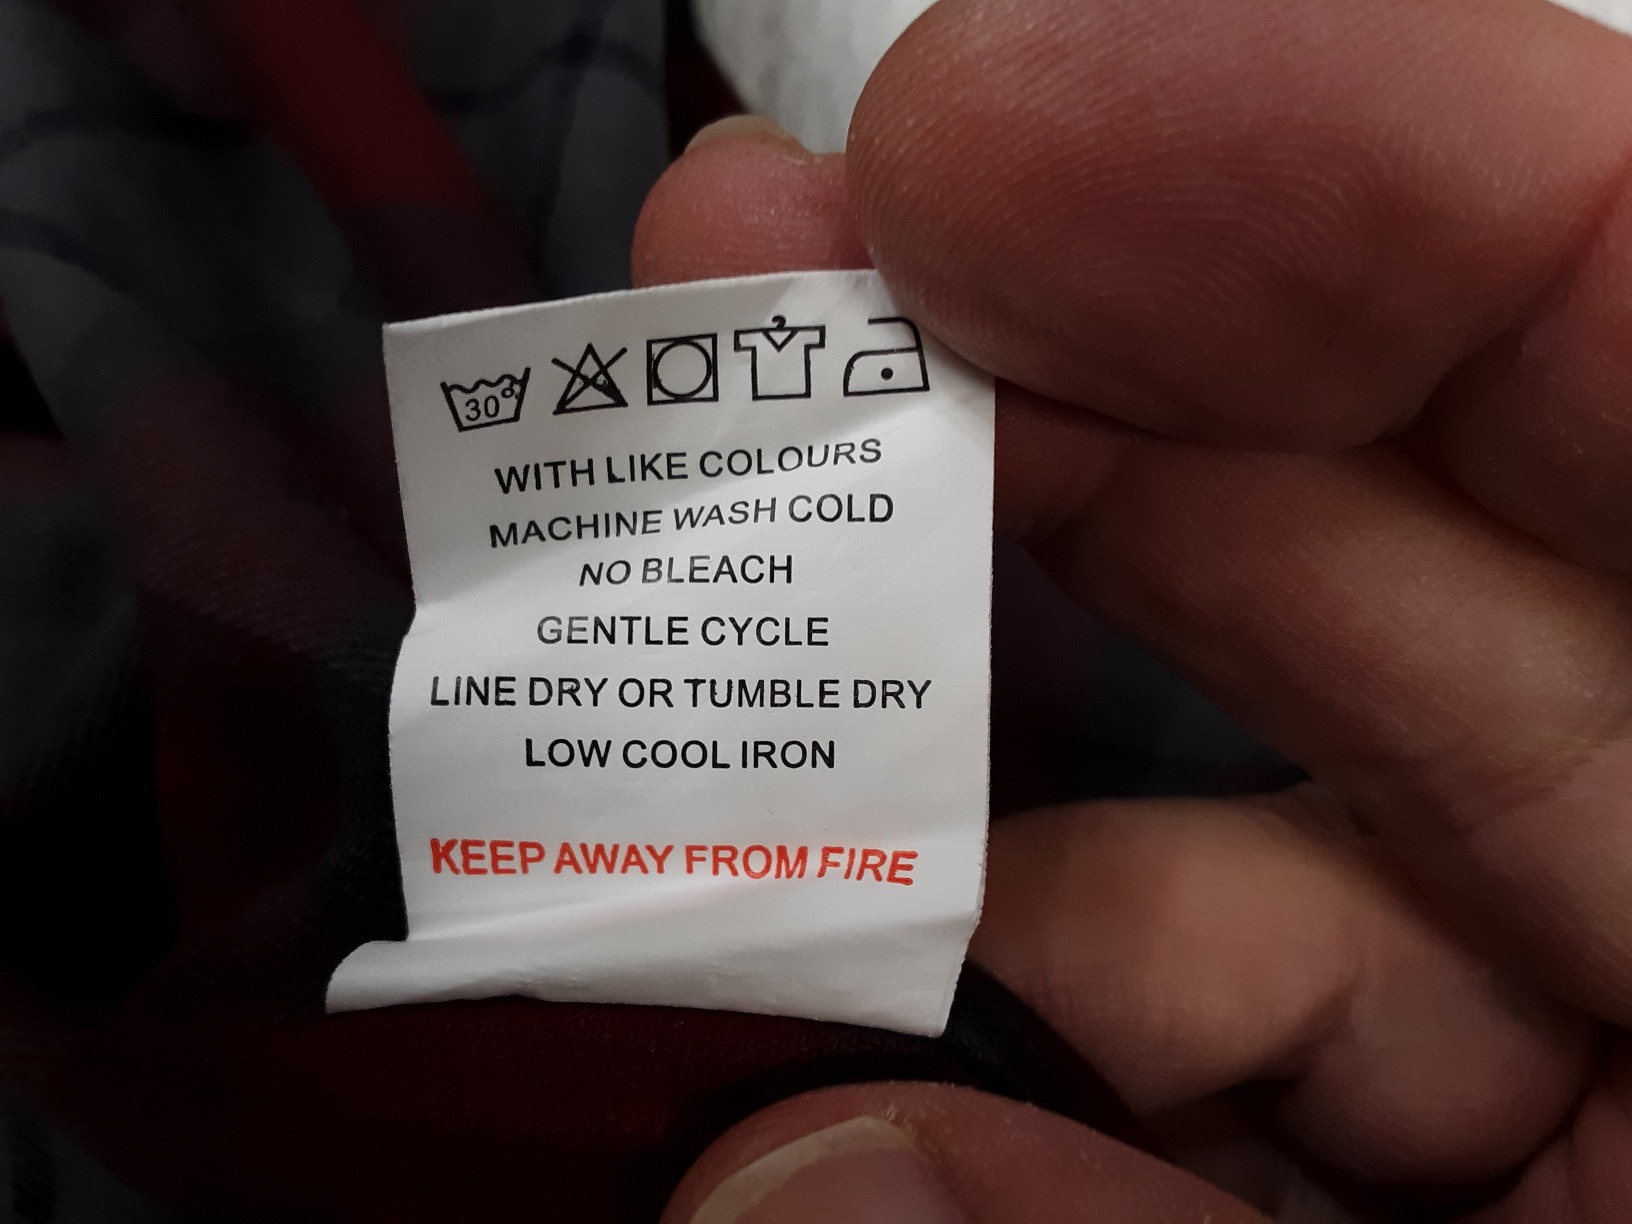 30°
WITH LIKE COLOURS
MACHINE WASH COLD
NO BLEACH
GENTLE CYCLE
LINE DRY OR TUMBLE DRY
LOW COOL IRON
KEEP AWAY FROM FIRE